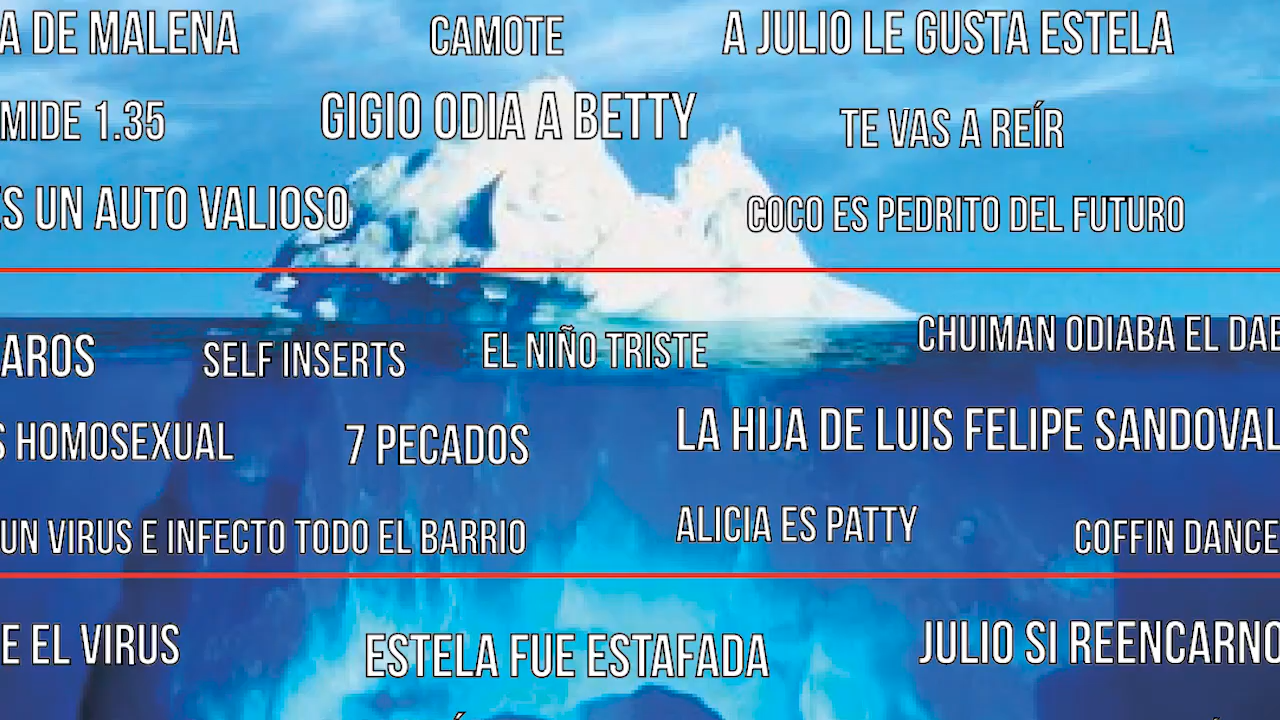 A DE MALENA
CAMOTE
A JULIO LE GUSTA ESTELA
MIDE 1.35
GIGIO ODIA A BETTY
TE VAS A REÍR
ES UN AUTO VALIOSO
COCO ES PEDRITO DEL FUTURO
AROS
SELF INSERTS
EL NIÑO TRISTE
CHUIMAN ODIABA EL DAE
S HOMOSEXUAL
7 PECADOS
LA HIJA DE LUIS FELIPE SANDOVAL
UN VIRUS E INFECTO TODO EL BARRIO
ALICIA ES PATTY
COFFIN DANCE
E EL VIRUS
ESTELA FUE ESTAFADA
JULIO SI REENCARNO